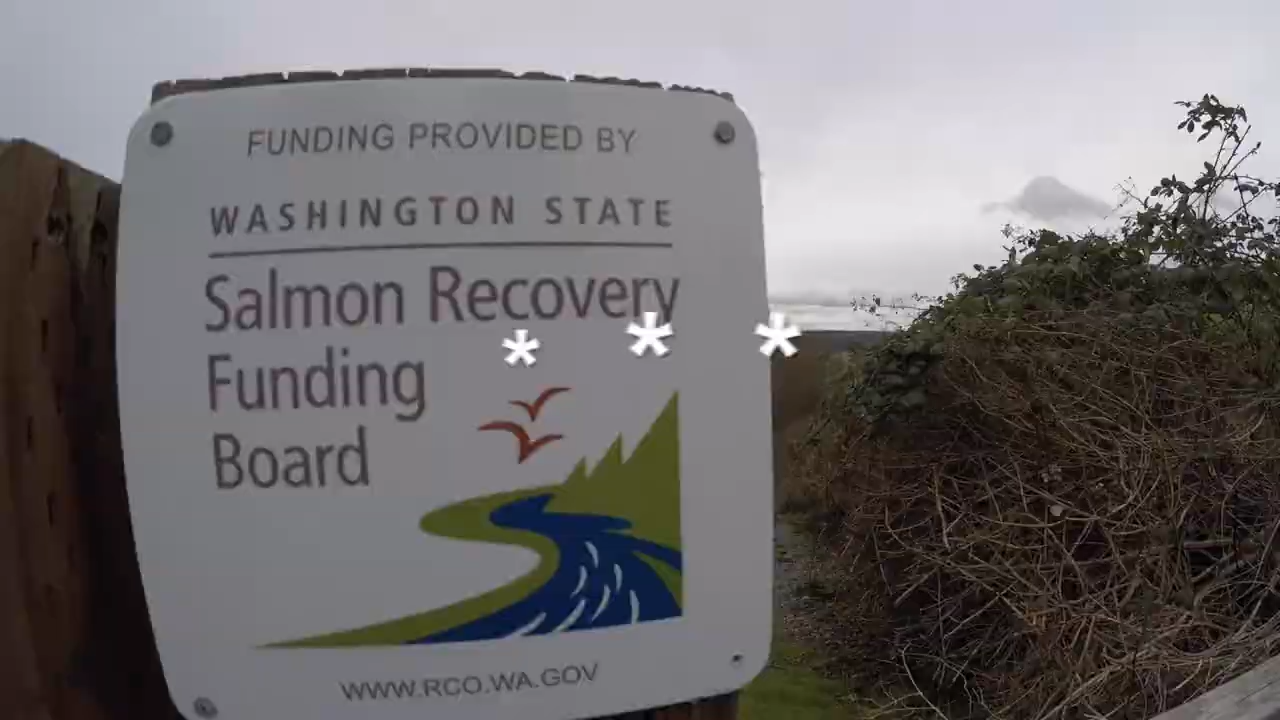 FUNDING PROVIDED BY
WASHINGTON STATE
Salmon Recovery
Funding
Board
* * *
WWW.RCO.WA.GOV